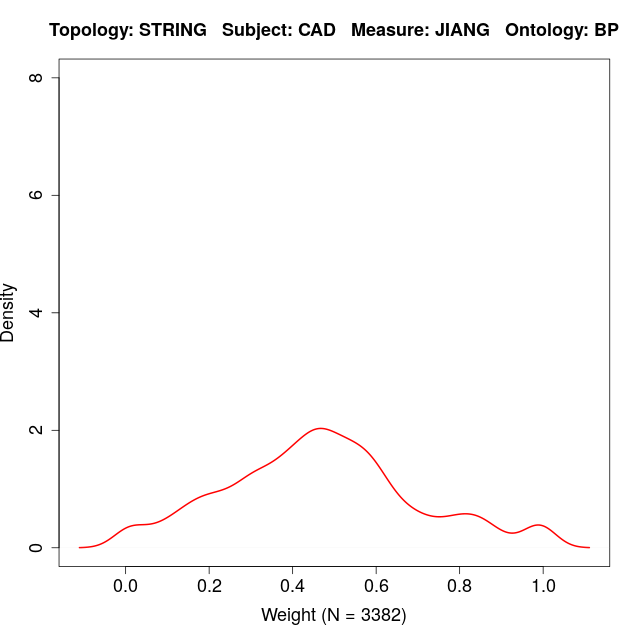 Topology: STRING   Subject: CAD   Measure: JIANG   Ontology: BP
8
6
4
2
0
Density
0.0 0.2 0.4 0.6 0.8 1.0
Weight (N = 3382)